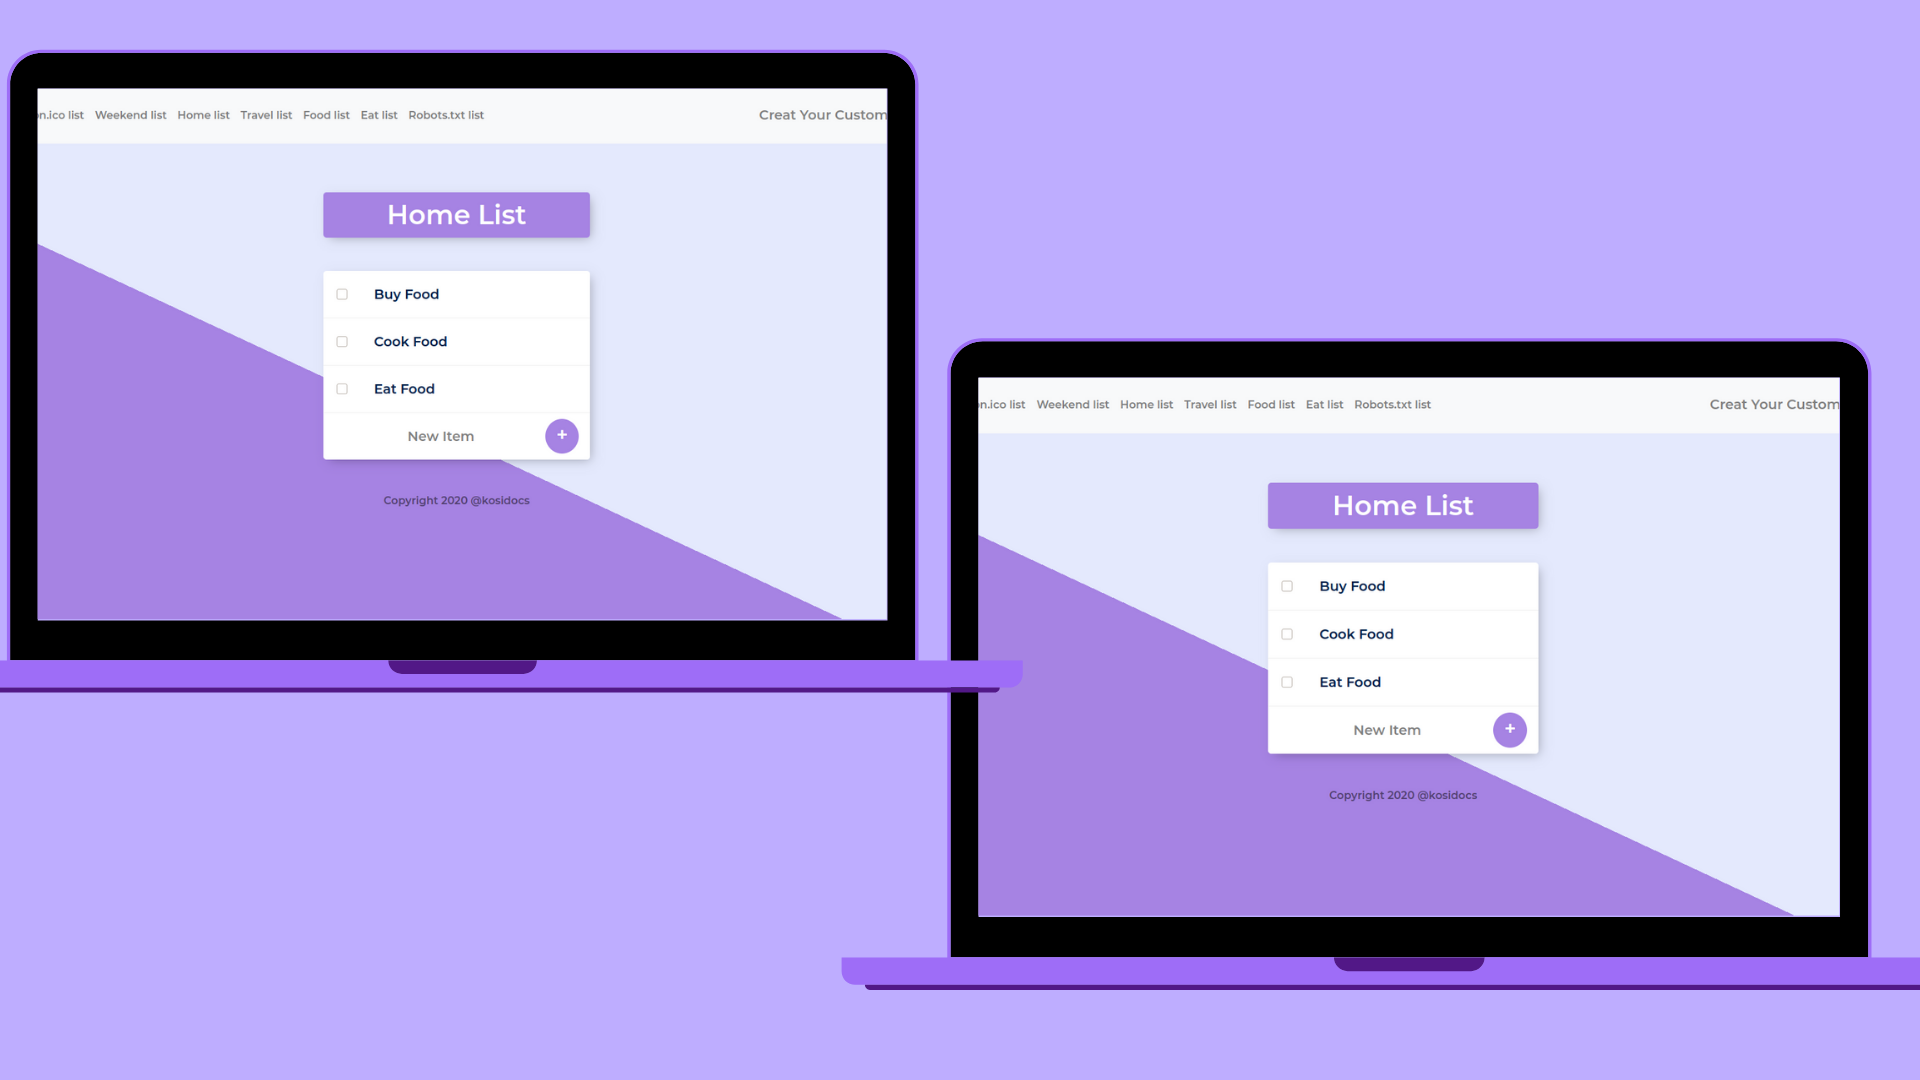 n.ico list Weekend list Home list Travel list Food list Eat list Robots.txt list Creat Your Custom
Home List
Buy Food
Cook Food
Eat Food
New Item +
Copyright 2020 @kosidocs
n.ico list Weekend list Home list Travel list Food list Eat list Robots.txt list Creat Your Custom
Home List
Buy Food
Cook Food
Eat Food
New Item +
Copyright 2020 @kosidocs